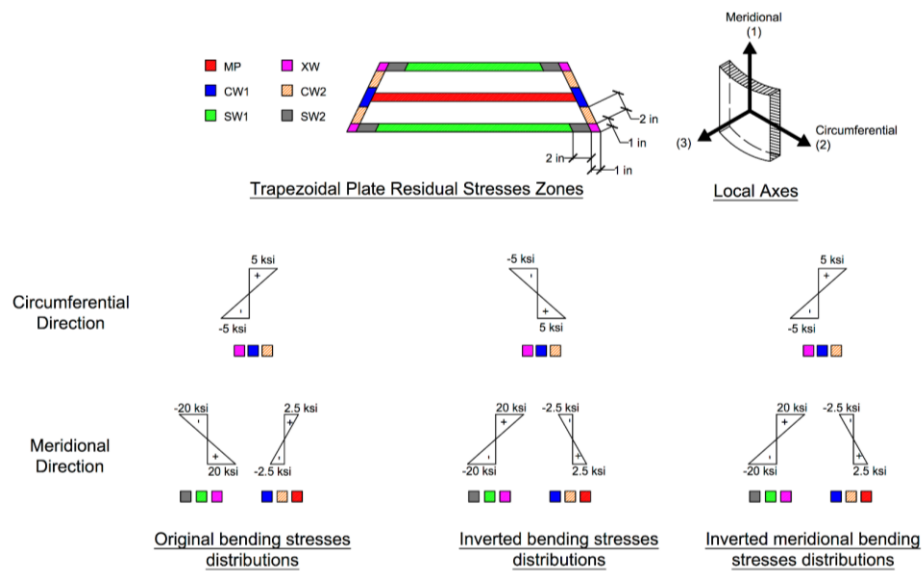 MP
XW
CW1
CW2
SW1
SW2
2 in
1 in
2 in
1 in
Trapezoidal Plate Residual Stresses Zones
Meridional
(1)
Circumferential
(2)
(3)
Local Axes
Circumferential
Direction
5 ksi
+
-
-5 ksi
-5 ksi
-
+
5 ksi
5 ksi
+
-
-5 ksi
Meridional
Direction
-20 ksi
-
+
20 ksi
2.5 ksi
+
-
-2.5 ksi
20 ksi
+
-
-20 ksi
-2.5 ksi
-
+
2.5 ksi
20 ksi
+
-
-20 ksi
-2.5 ksi
-
+
2.5 ksi
Original bending stresses
distributions
Inverted bending stresses
distributions
Inverted meridional bending
stresses distributions